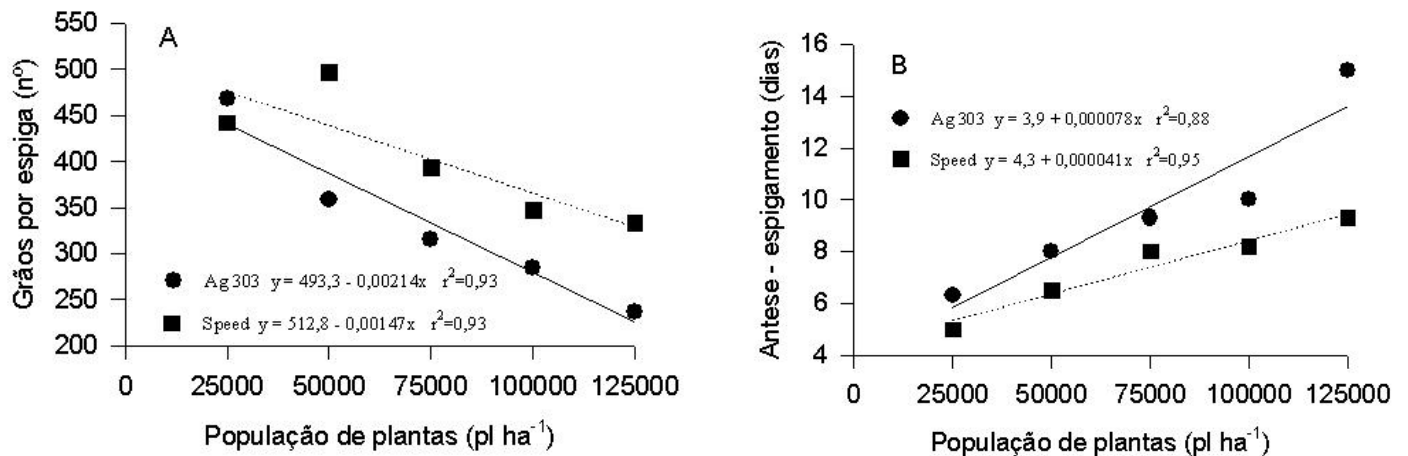 A
Grãos por espiga (nº)
550
500
450
400
350
300
250
200
Ag 303 y = 493,3 - 0,00214x r²=0,93
Speed y = 512,8 - 0,00147x r²=0,93
0 25000 50000 75000 100000 125000
População de plantas (pl ha⁻¹)
B
Antese - espigamento (dias)
16
14
12
10
8
6
4
Ag 303 y = 3,9 + 0,000078x r²=0,88
Speed y = 4,3 + 0,000041x r²=0,95
0 25000 50000 75000 100000 125000
População de plantas (pl ha⁻¹)